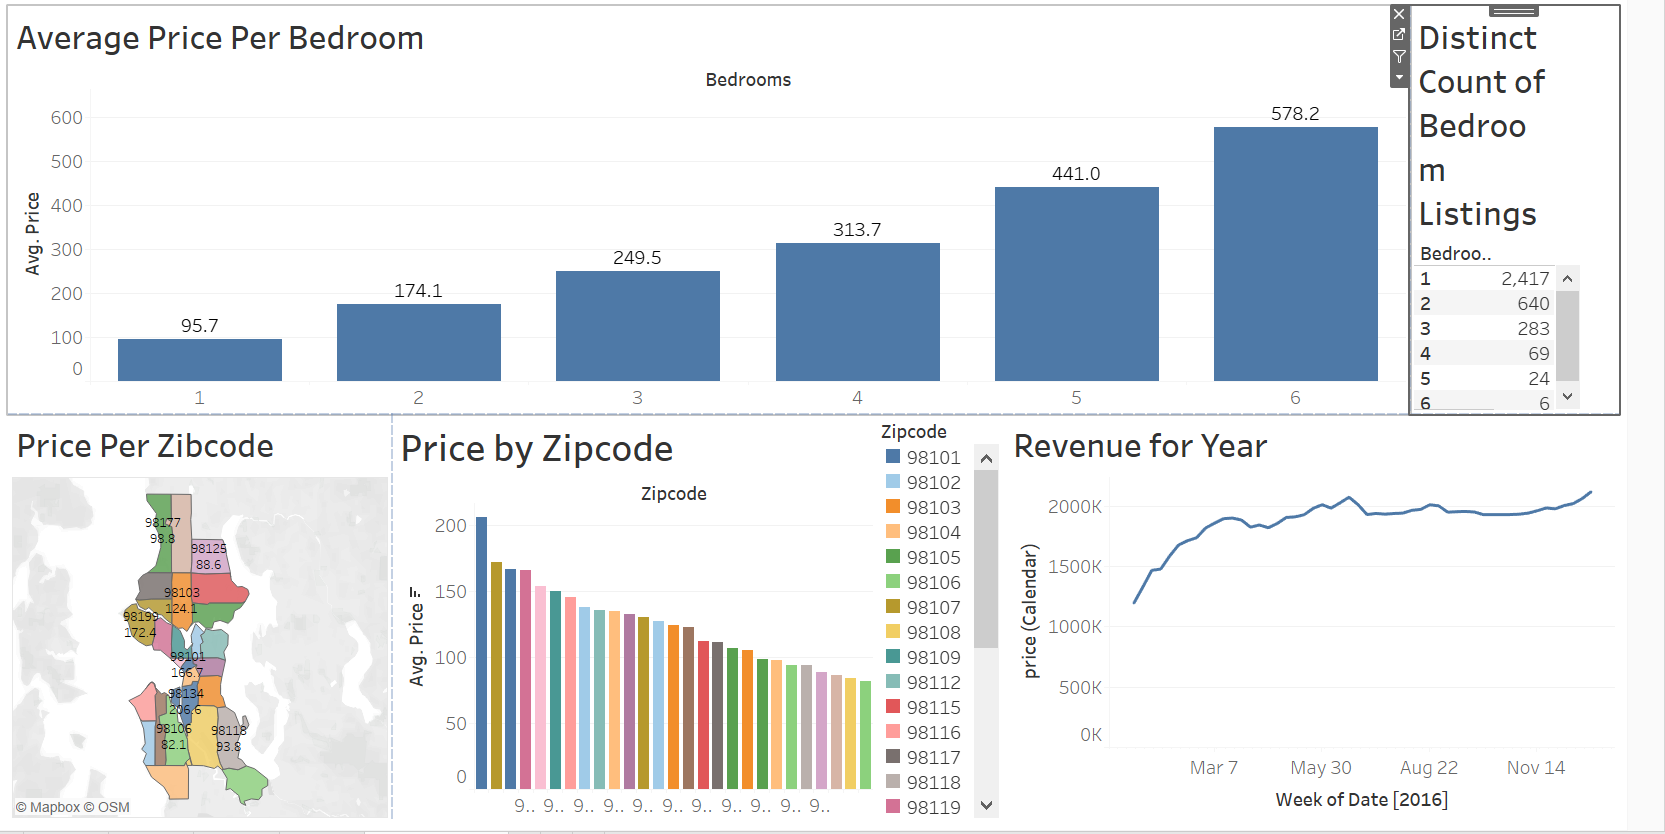 Average Price Per Bedroom
Bedrooms
Avg. Price
600
500
400
300
200
100
0
95.7
174.1
249.5
313.7
441.0
578.2
1
2
3
4
5
6
Distinct
Count of
Bedroo
m
Listings
Bedroo..
1 2,417
2 640
3 283
4 69
5 24
6 6
Price Per Zibcode
98177
98.8
98125
88.6
98103
124.1
98199
172.4
98101
166.7
98134
206.6
98106
82.1
98118
93.8
© Mapbox © OSM
Price by Zipcode
Zipcode
Avg. Price
200
150
100
50
0
9.. 9.. 9.. 9.. 9.. 9.. 9.. 9.. 9.. 9.. 9..
Zipcode
98101
98102
98103
98104
98105
98106
98107
98108
98109
98112
98115
98116
98117
98118
98119
Revenue for Year
price (Calendar)
2000K
1500K
1000K
500K
0K
Mar 7 May 30 Aug 22 Nov 14
Week of Date [2016]